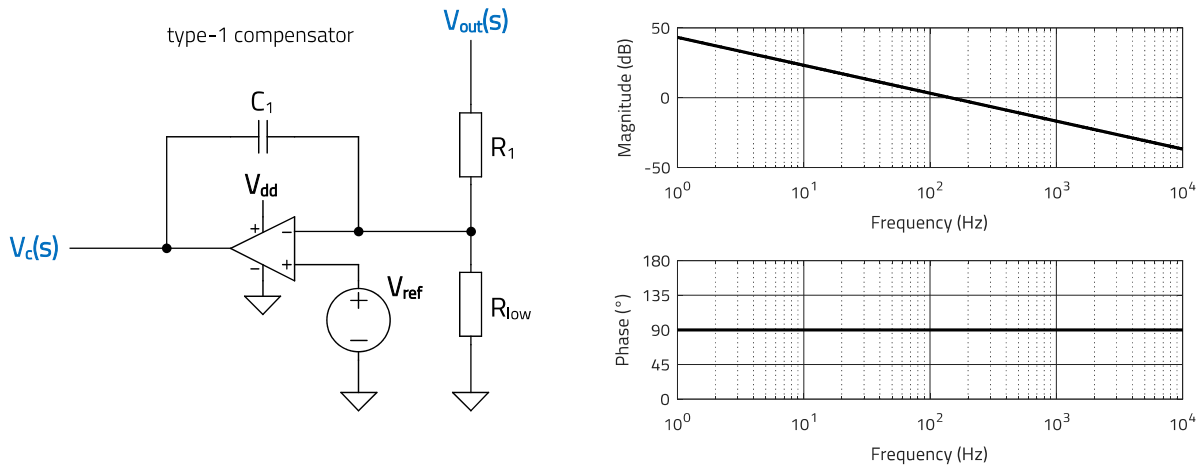 type-1 compensator
Vout(s)
C1
R1
Vdd
+
−
−
+
Vc(s)
Vref
+
−
Rlow
50
0
-50
Magnitude (dB)
10^0 10^1 10^2 10^3 10^4
Frequency (Hz)
180
135
90
45
0
Phase (°)
10^0 10^1 10^2 10^3 10^4
Frequency (Hz)